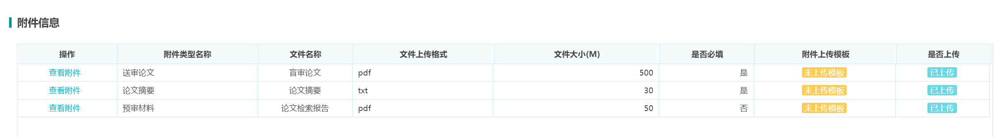 附件信息
操作 附件类型名称 文件名称 文件上传格式 文件大小(M) 是否必填 附件上传模板 是否上传
查看附件 送审论文 盲审论文 pdf 500 是 未上传模板 已上传
查看附件 论文摘要 论文摘要 txt 30 是 未上传模板 已上传
查看附件 预审材料 论文检索报告 pdf 50 否 未上传模板 已上传